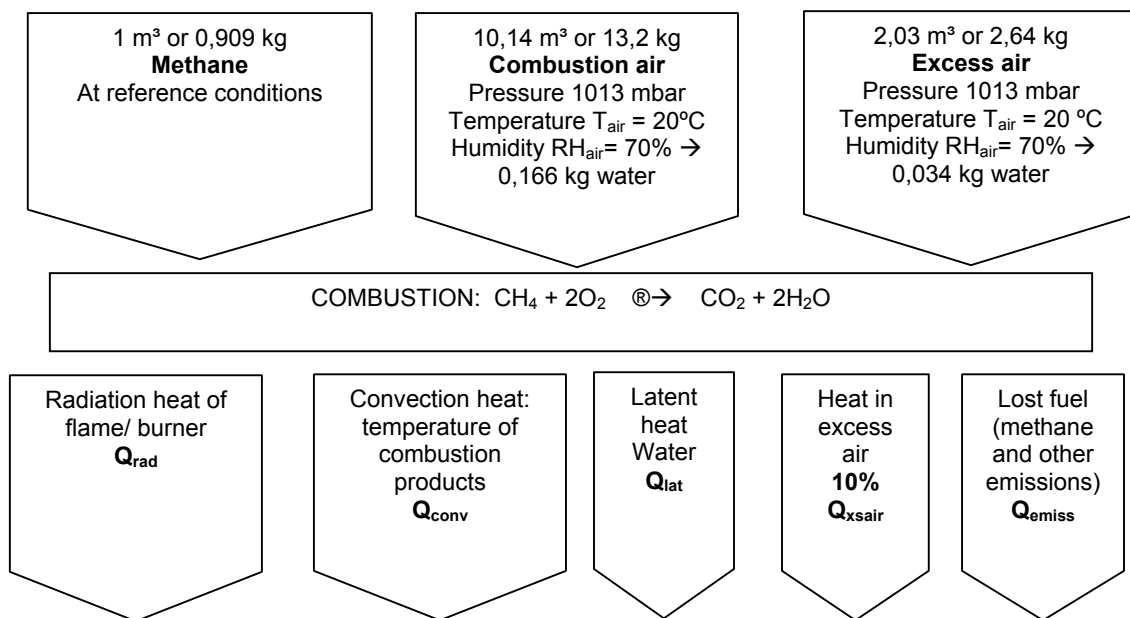 1 m³ or 0,909 kg
Methane
At reference conditions
10,14 m³ or 13,2 kg
Combustion air
Pressure 1013 mbar
Temperature Tair = 20ºC
Humidity RHair= 70% →
0,166 kg water
2,03 m³ or 2,64 kg
Excess air
Pressure 1013 mbar
Temperature Tair = 20 ºC
Humidity RHair= 70% →
0,034 kg water
COMBUSTION: CH4 + 2O2 ®→ CO2 + 2H2O
Radiation heat of
flame/ burner
Qrad
Convection heat:
temperature of
combustion
products
Qconv
Latent
heat
Water
Qlat
Heat in
excess
air
10%
Qxsair
Lost fuel
(methane
and other
emissions)
Qemiss